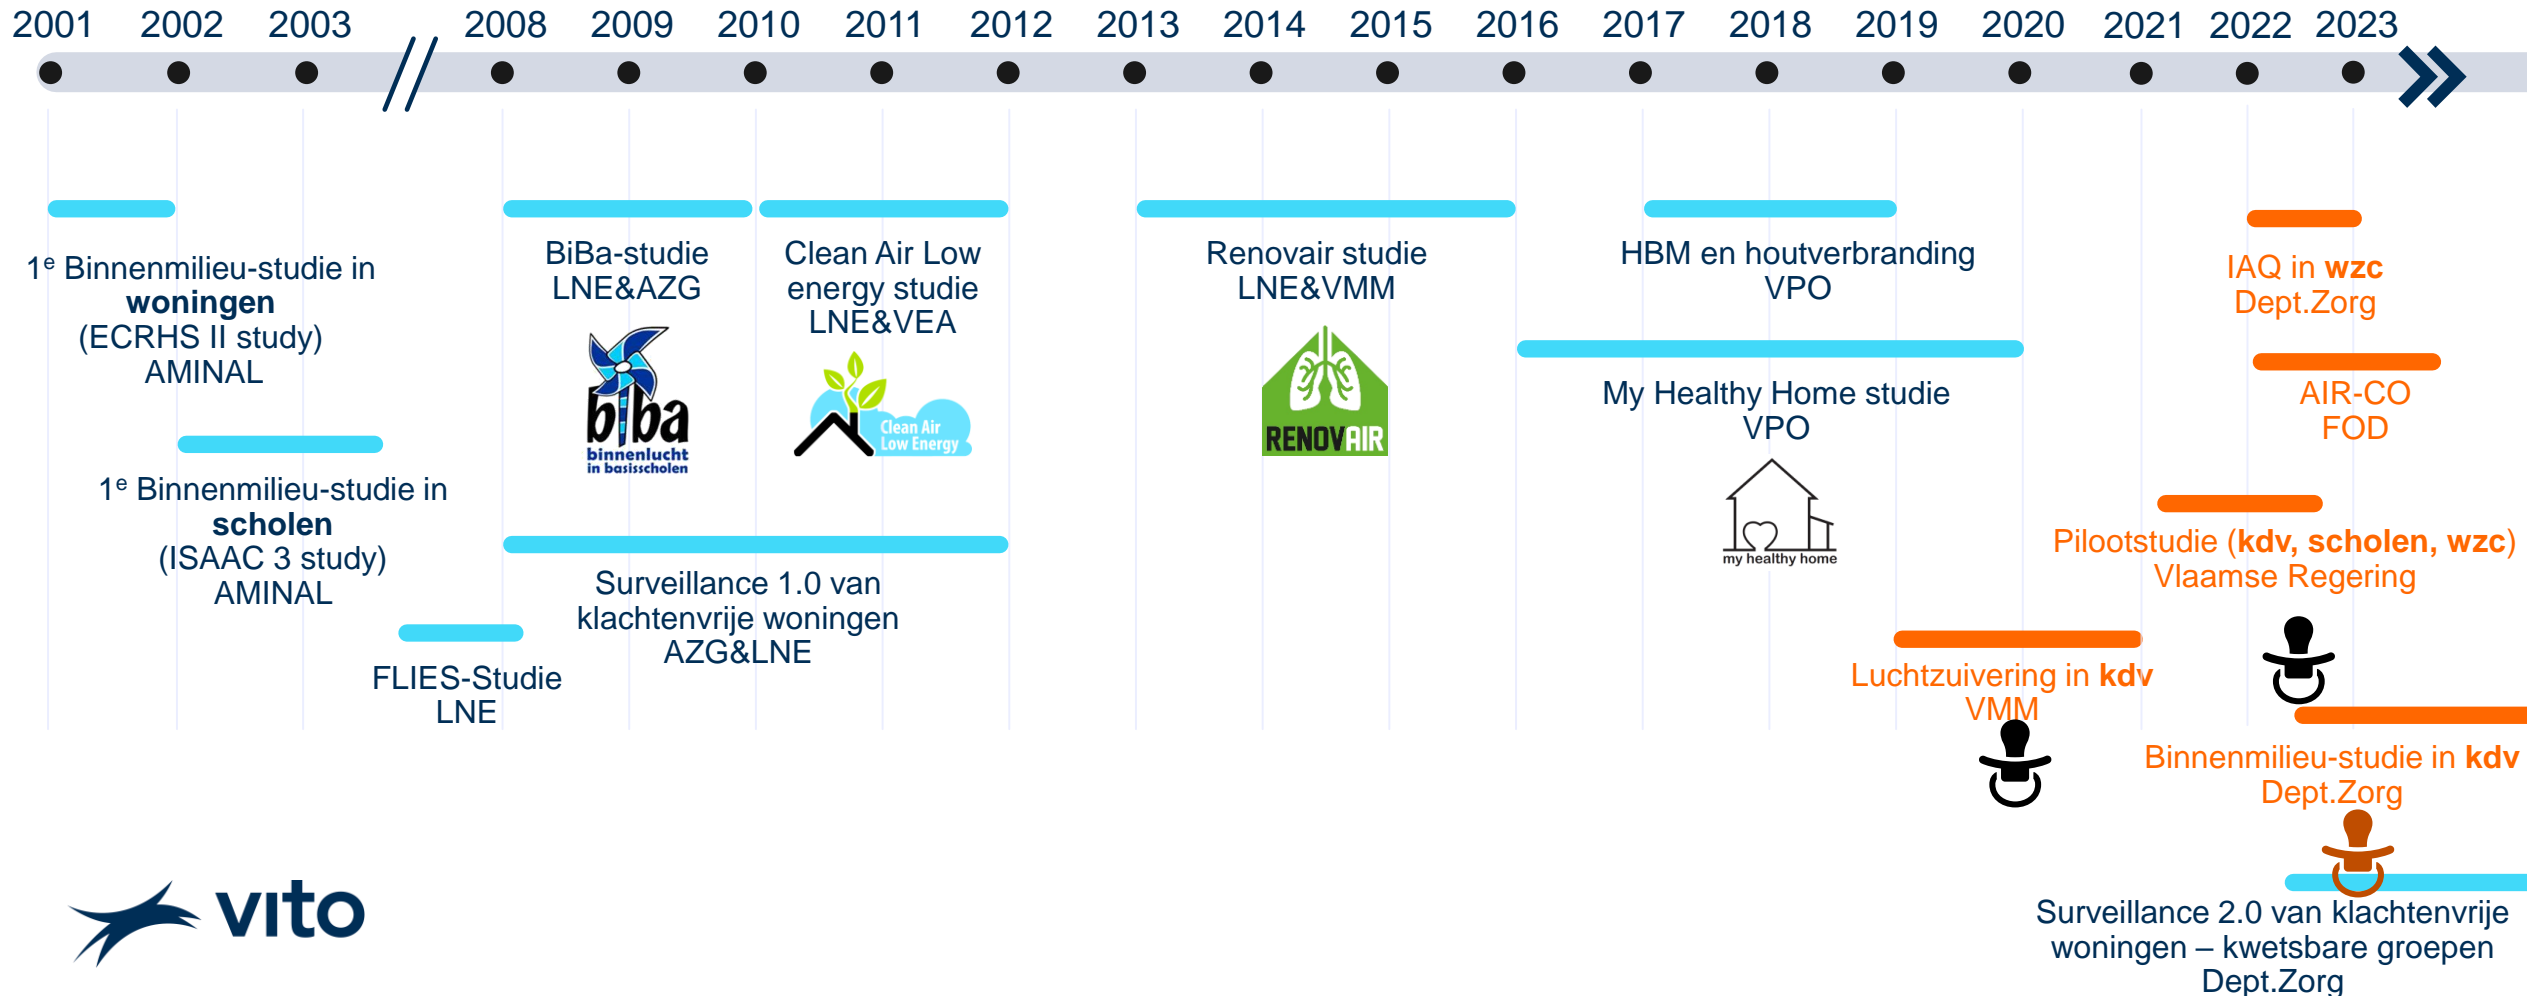 2001 2002 2003 2008 2009 2010 2011 2012 2013 2014 2015 2016 2017 2018 2019 2020 2021 2022 2023
1e Binnenmilieu-studie in
woningen
(ECRHS II study)
AMINAL
1e Binnenmilieu-studie in
scholen
(ISAAC 3 study)
AMINAL
FLIES-Studie
LNE
BiBa-studie
LNE&AZG
biba
binnenlucht
in basisscholen
Clean Air Low
energy studie
LNE&VEA
Clean Air
Low Energy
Surveillance 1.0 van
klachtenvrije woningen
AZG&LNE
Renovair studie
LNE&VMM
RENOVAIR
HBM en houtverbranding
VPO
My Healthy Home studie
VPO
my healthy home
Luchtzuivering in kdv
VMM
IAQ in wzc
Dept.Zorg
AIR-CO
FOD
Pilootstudie (kdv, scholen, wzc)
Vlaamse Regering
Binnenmilieu-studie in kdv
Dept.Zorg
Surveillance 2.0 van klachtenvrije
woningen – kwetsbare groepen
Dept.Zorg
vito